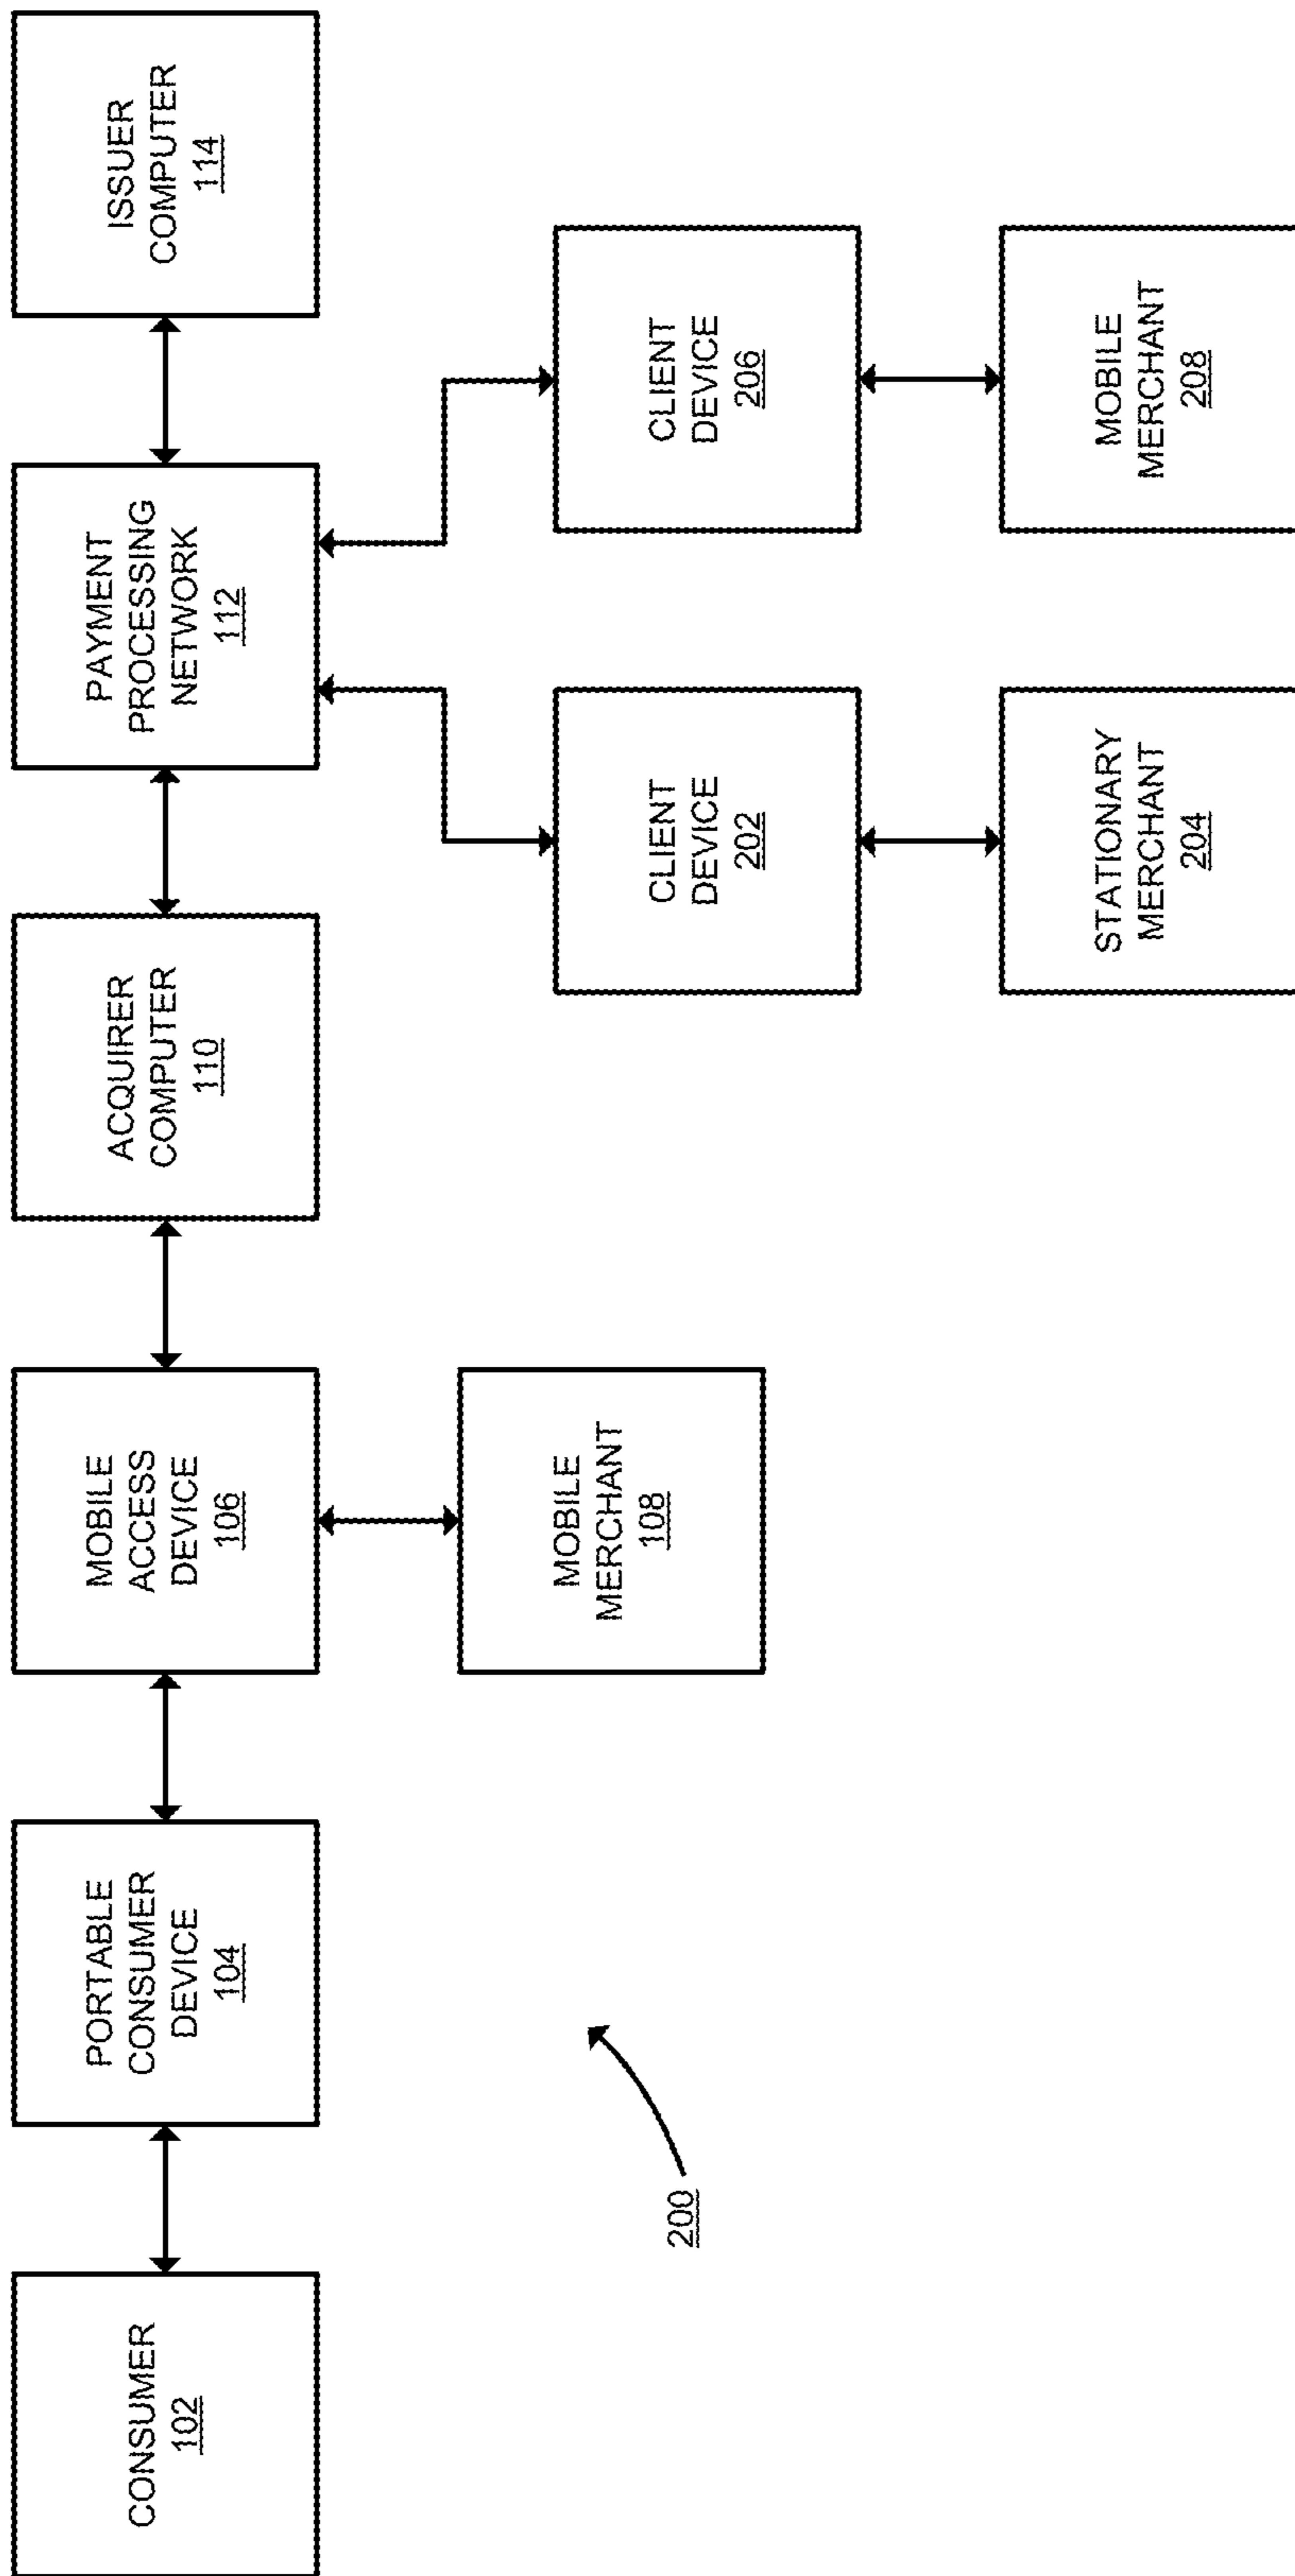 CONSUMER
102
PORTABLE
CONSUMER
DEVICE
104
MOBILE
ACCESS
DEVICE
106
ACQUIRER
COMPUTER
110
PAYMENT
PROCESSING
NETWORK
112
ISSUER
COMPUTER
114
MOBILE
MERCHANT
108
CLIENT
DEVICE
202
CLIENT
DEVICE
206
200
STATIONARY
MERCHANT
204
MOBILE
MERCHANT
208